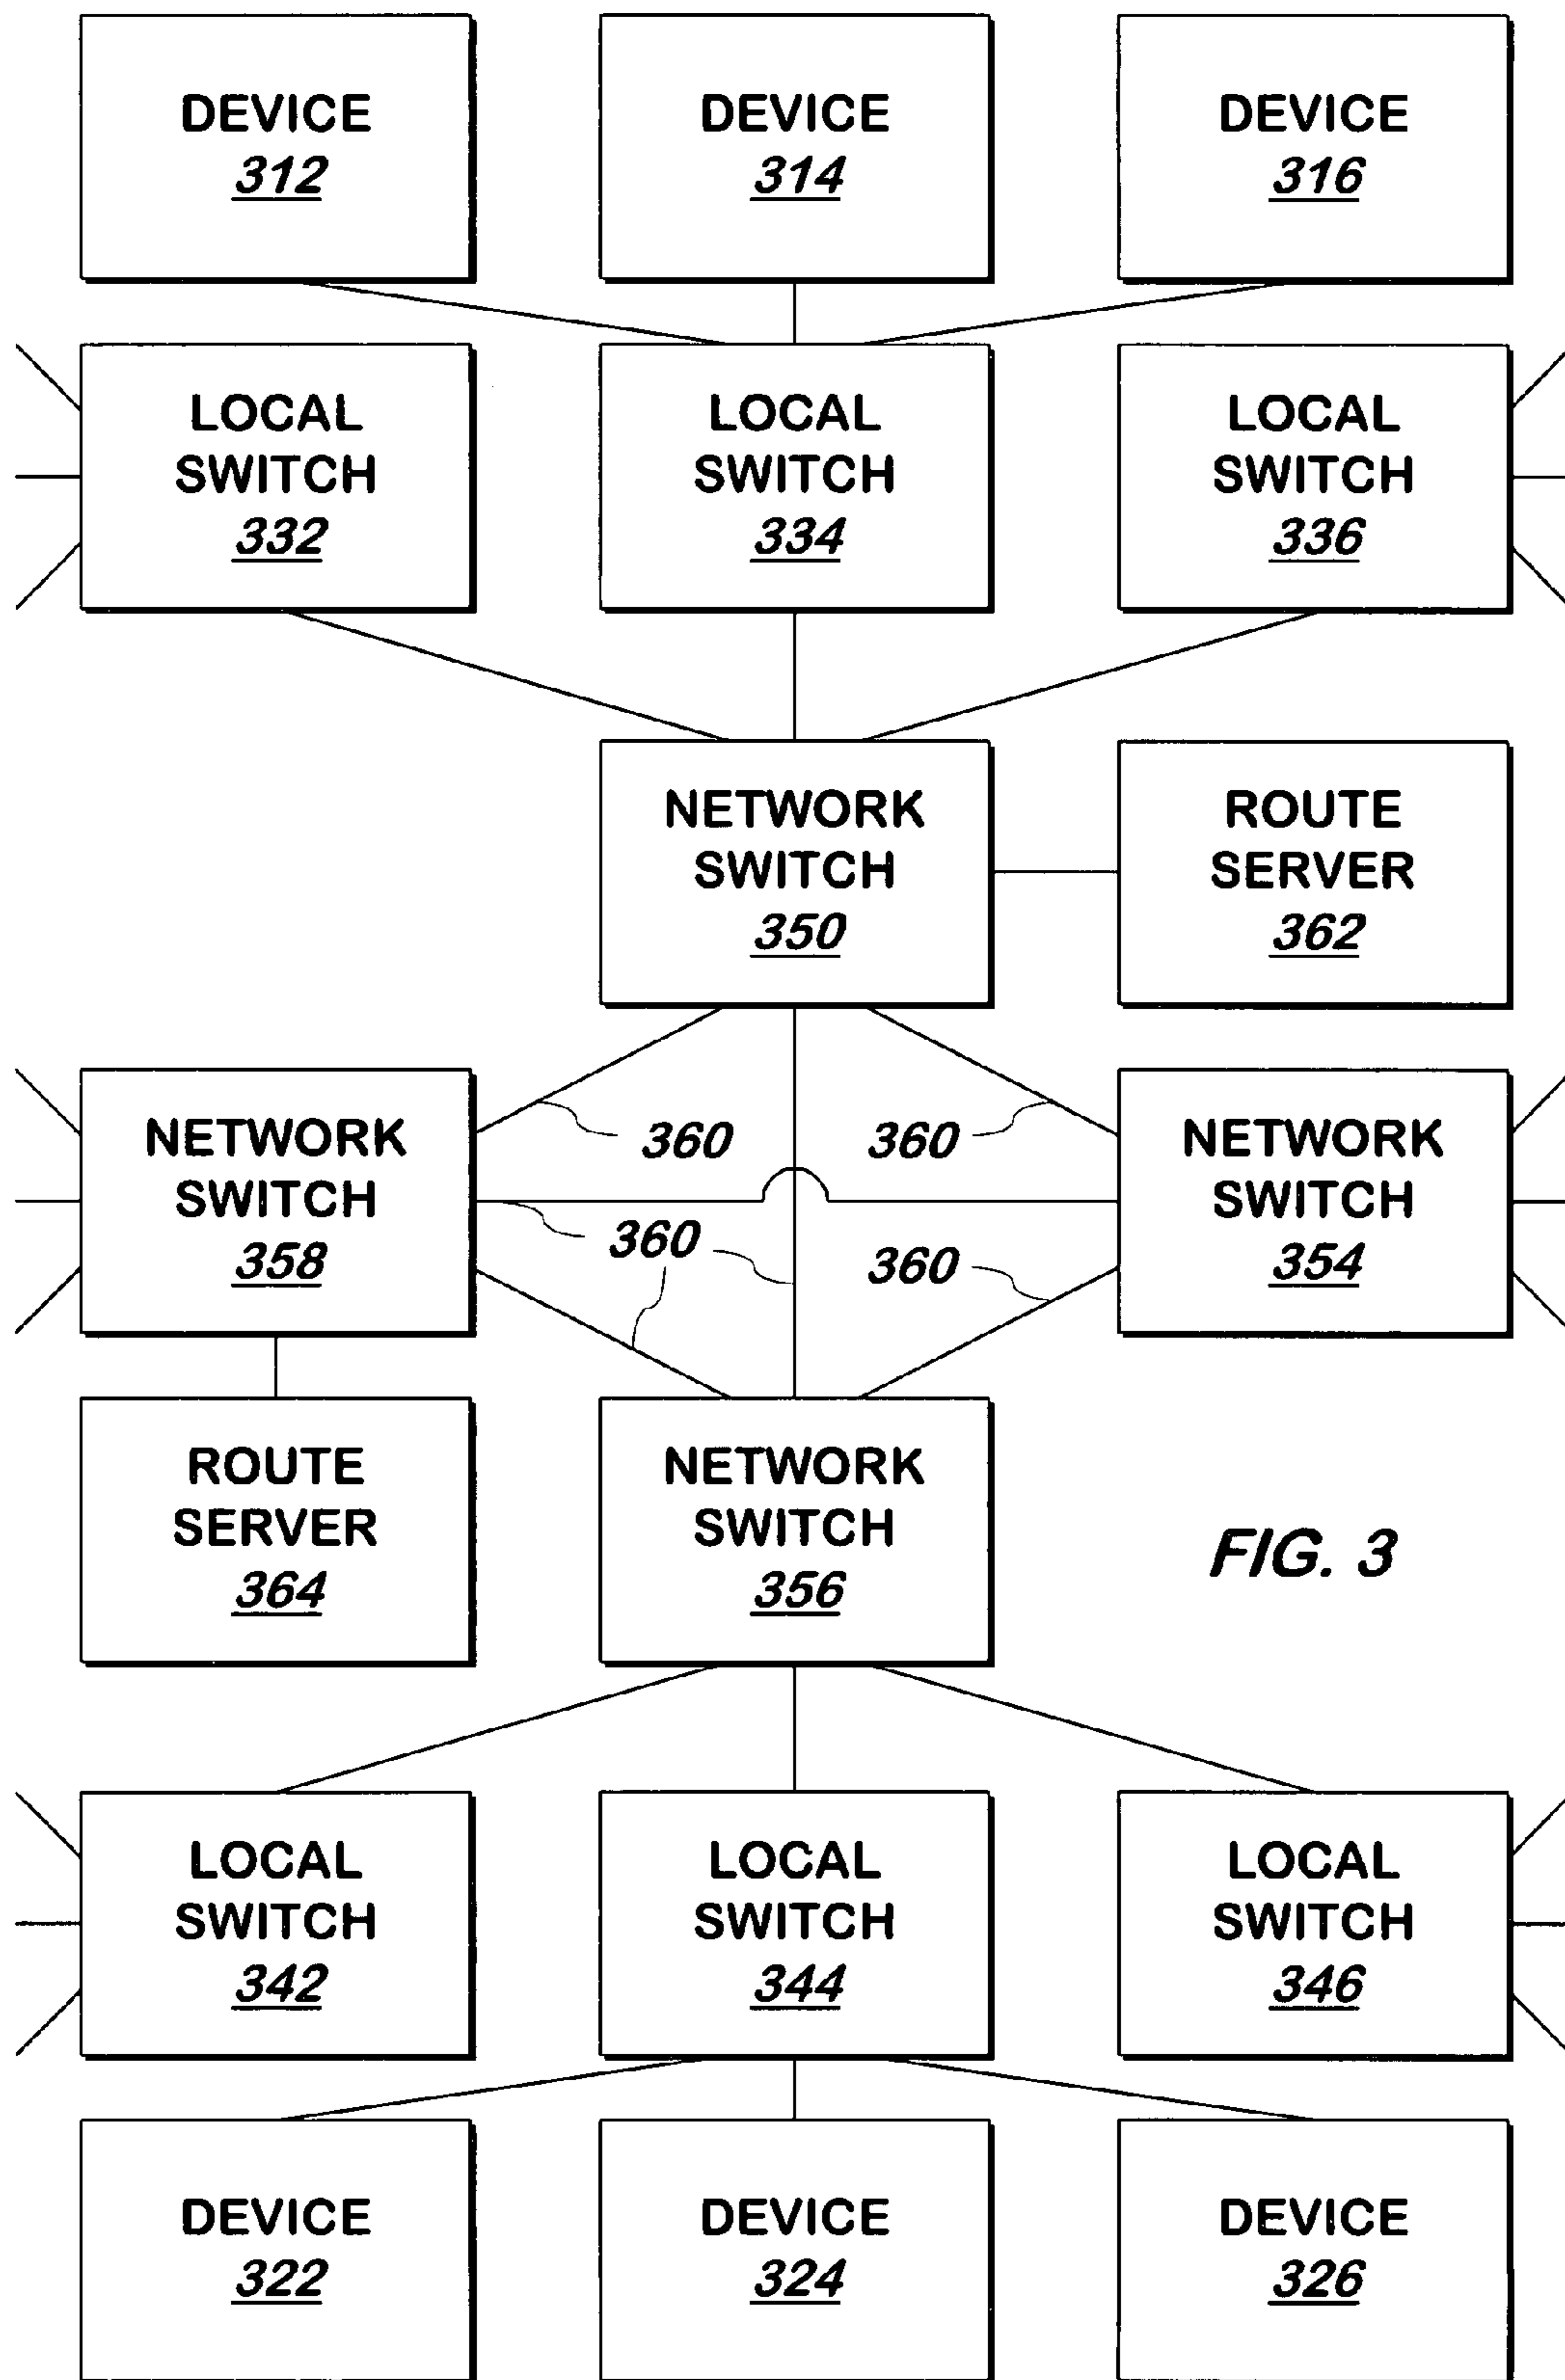 DEVICE
312
DEVICE
314
DEVICE
316
LOCAL
SWITCH
332
LOCAL
SWITCH
334
LOCAL
SWITCH
336
NETWORK
SWITCH
350
ROUTE
SERVER
362
NETWORK
SWITCH
358
360
360
360
360
NETWORK
SWITCH
354
ROUTE
SERVER
364
NETWORK
SWITCH
356
FIG. 3
LOCAL
SWITCH
342
LOCAL
SWITCH
344
LOCAL
SWITCH
346
DEVICE
322
DEVICE
324
DEVICE
326